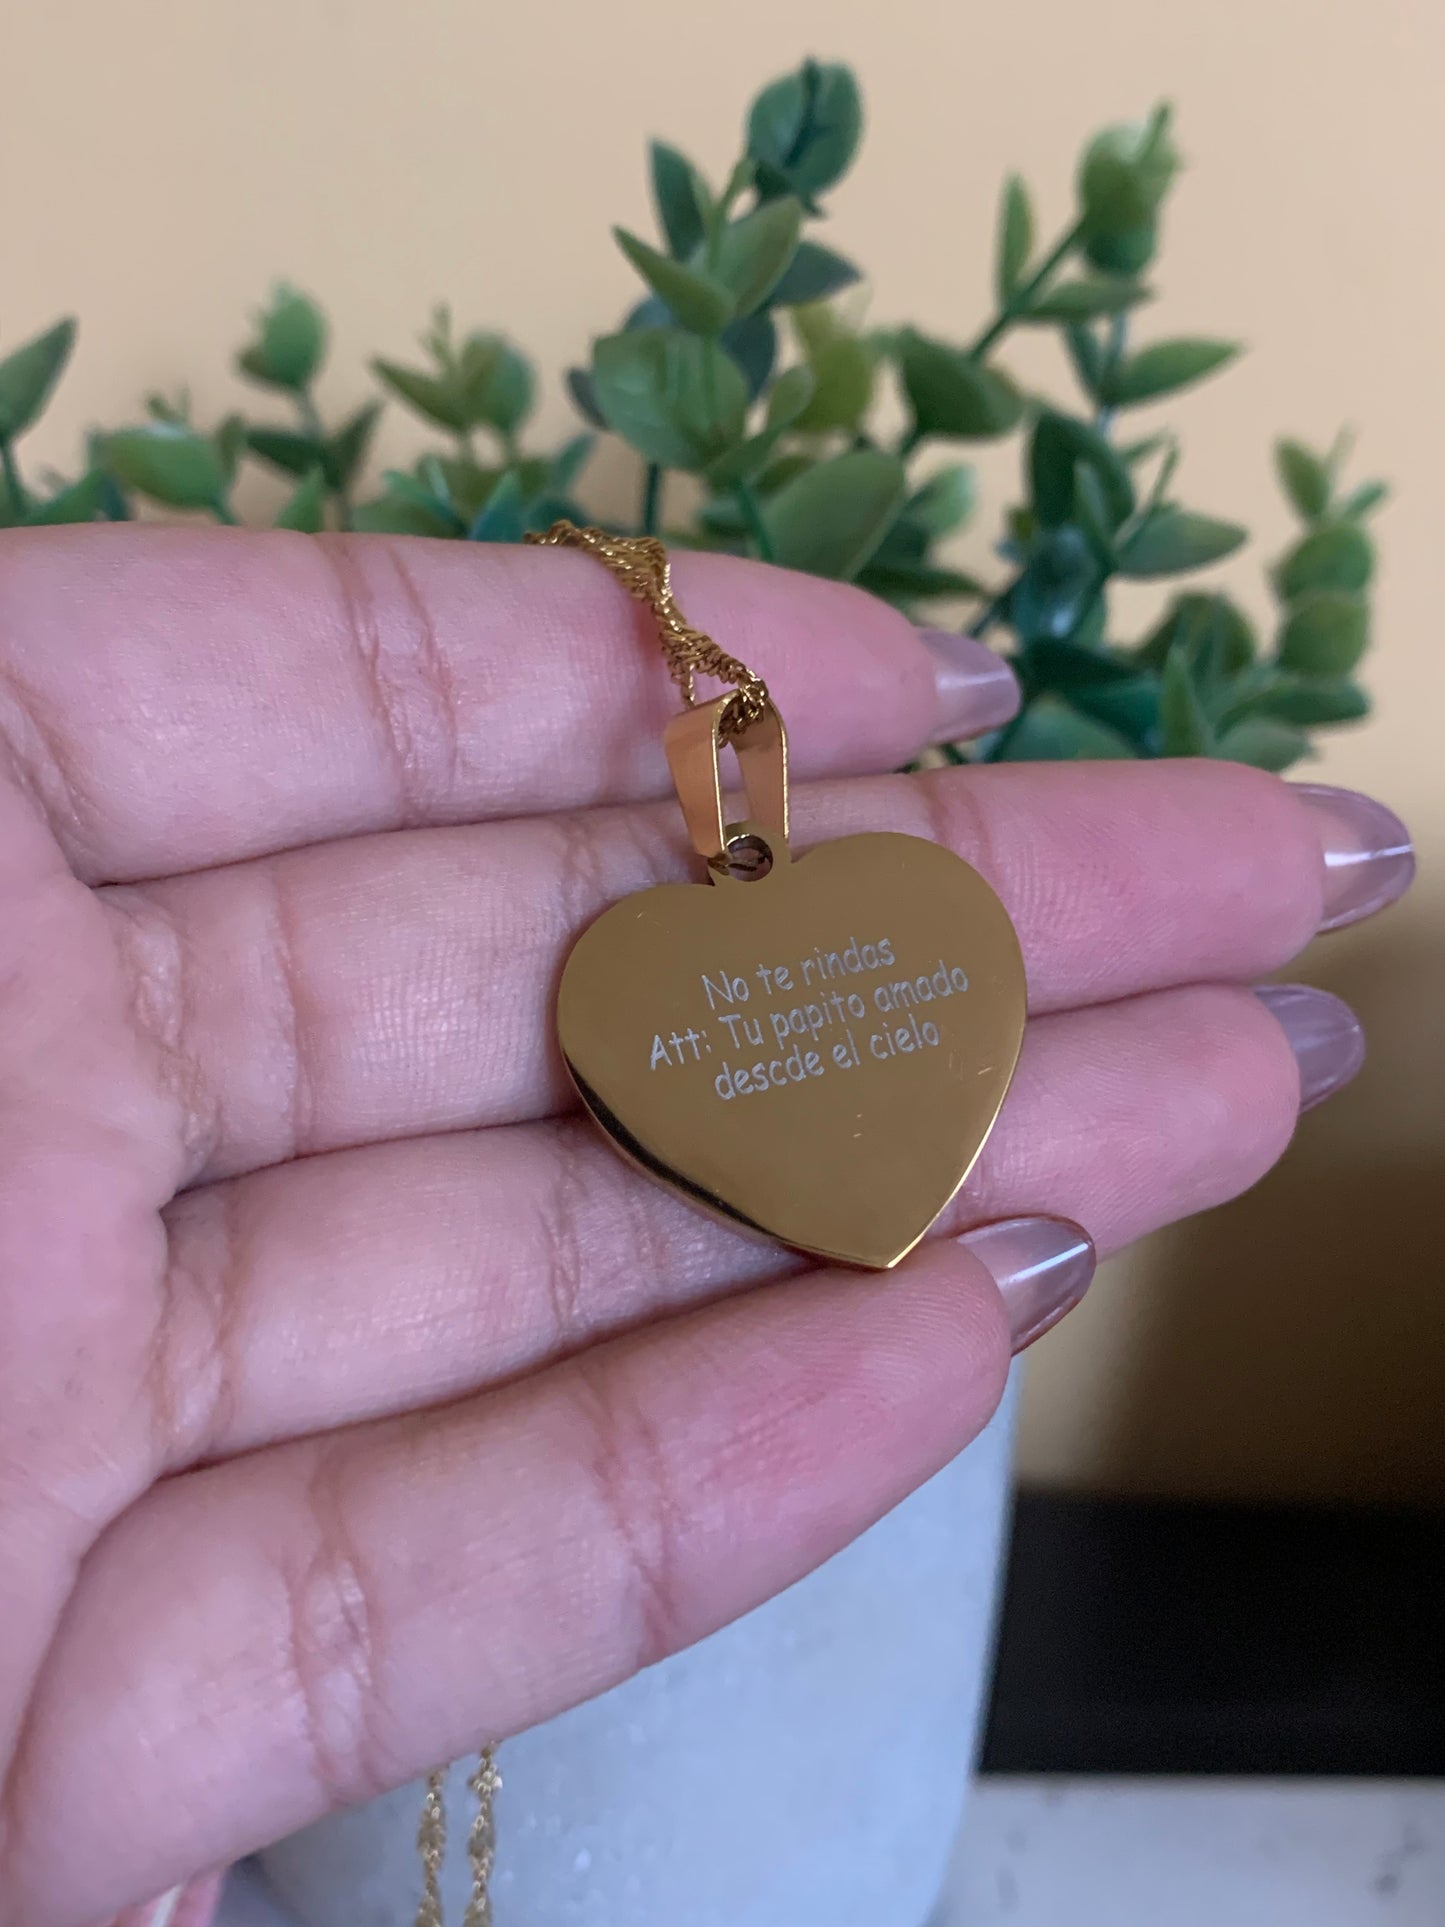 No te rindas
Att: Tu papito amado
descde el cielo